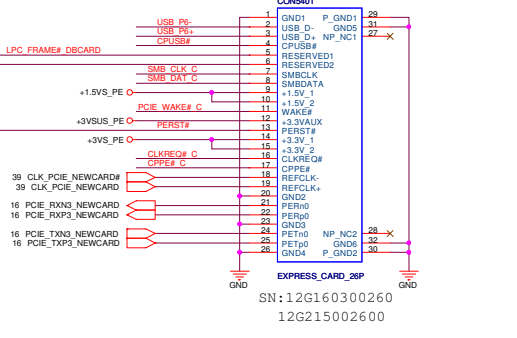 CON5401
1 GND1 P_GND1 29
USB_P6- 2 USB_D- GND5 31
USB_P6+ 3 USB_D+ NP_NC1 27
CPUSB# 4 CPUSB#
LPC_FRAME#_DBCARD 5 RESERVED1
6 RESERVED2
SMB_CLK_C 7 SMBCLK
SMB_DAT_C 8 SMBDATA
+1.5VS_PE 9 +1.5V_1
10 +1.5V_2
PCIE_WAKE#_C 11 WAKE#
+3VSUS_PE 12 +3.3VAUX
PERST# 13 PERST#
+3VS_PE 14 +3.3V_1
15 +3.3V_2
CLKREQ#_C 16 CLKREQ#
CPPE#_C 17 CPPE#
39 CLK_PCIE_NEWCARD# 18 REFCLK-
39 CLK_PCIE_NEWCARD 19 REFCLK+
20 GND2
16 PCIE_RXN3_NEWCARD 21 PERn0
16 PCIE_RXP3_NEWCARD 22 PERp0
23 GND3
16 PCIE_TXN3_NEWCARD 24 PETn0 NP_NC2 28
16 PCIE_TXP3_NEWCARD 25 PETp0 GND6 32
26 GND4 P_GND2 30
EXPRESS_CARD_26P
GND GND
SN:12G160300260
12G215002600